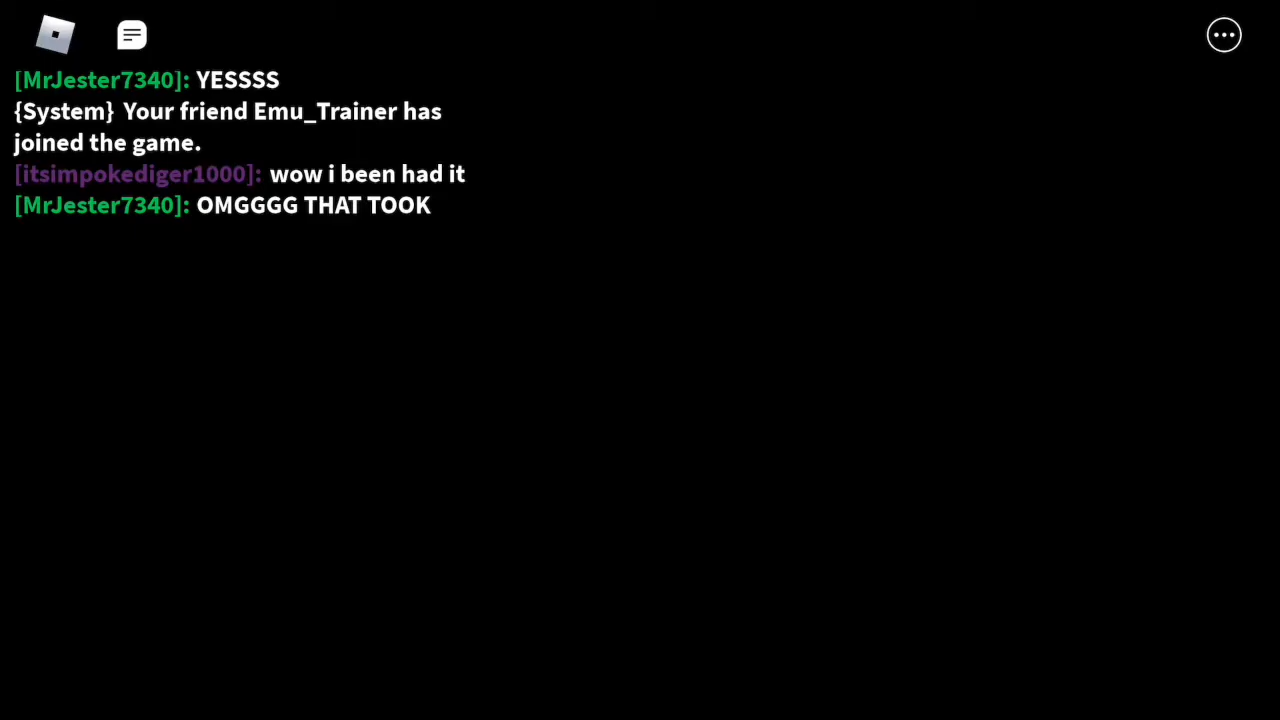 [MrJester7340]: YESSSS
{System} Your friend Emu_Trainer has
joined the game.
[itsimpokediger1000]: wow i been had it
[MrJester7340]: OMGGGG THAT TOOK